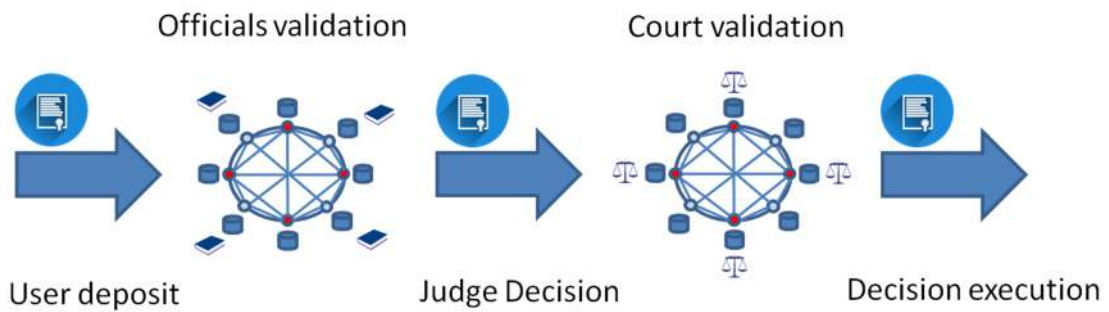 Officials validation
Court validation
User deposit
Judge Decision
Decision execution